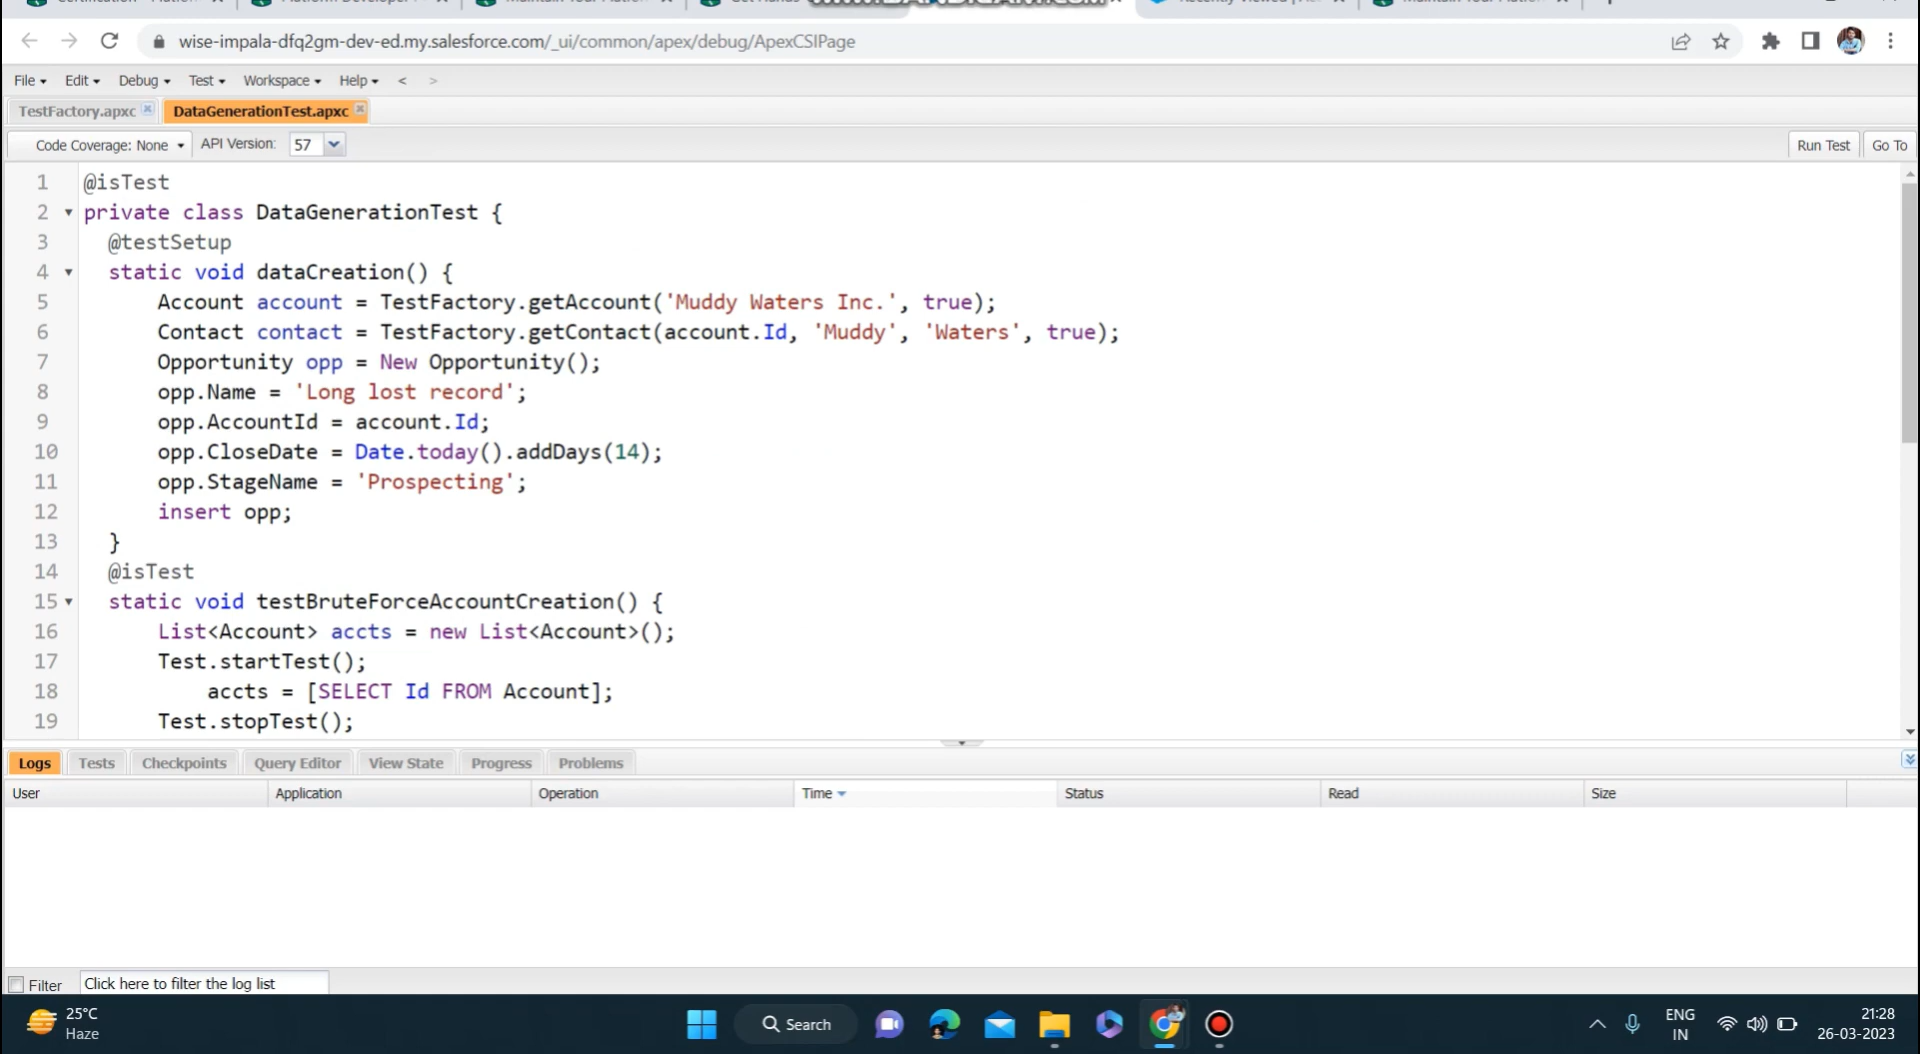 www.BANDICAM.com
wise-impala-dfq2gm-dev-ed.my.salesforce.com/_ui/common/apex/debug/ApexCSIPage
File Edit Debug Test Workspace Help < >
TestFactory.apxc DataGenerationTest.apxc
Code Coverage: None API Version: 57 Run Test Go To
1 @isTest
2 private class DataGenerationTest {
3 @testSetup
4 static void dataCreation() {
5 Account account = TestFactory.getAccount('Muddy Waters Inc.', true);
6 Contact contact = TestFactory.getContact(account.Id, 'Muddy', 'Waters', true);
7 Opportunity opp = New Opportunity();
8 opp.Name = 'Long lost record';
9 opp.AccountId = account.Id;
10 opp.CloseDate = Date.today().addDays(14);
11 opp.StageName = 'Prospecting';
12 insert opp;
13 }
14 @isTest
15 static void testBruteForceAccountCreation() {
16 List<Account> accts = new List<Account>();
17 Test.startTest();
18 accts = [SELECT Id FROM Account];
19 Test.stopTest();
Logs Tests Checkpoints Query Editor View State Progress Problems
User Application Operation Time Status Read Size
Filter Click here to filter the log list
25°C
Haze
Search
ENG
IN
21:28
26-03-2023